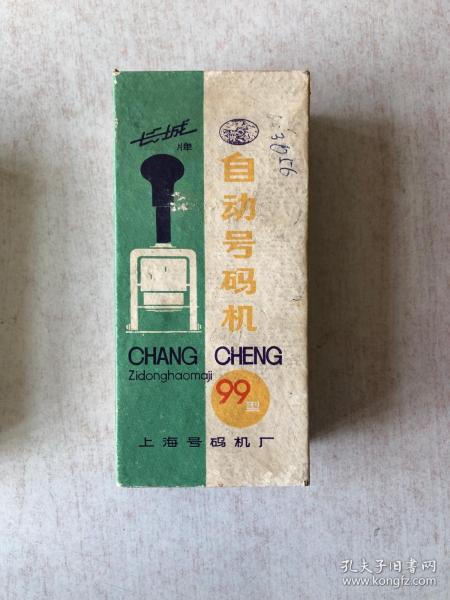 长城
牌
自动号码机
CHANG CHENG
Zidonghaomaji
99型
上海号码机厂
孔夫子旧书网
www.kongfz.com